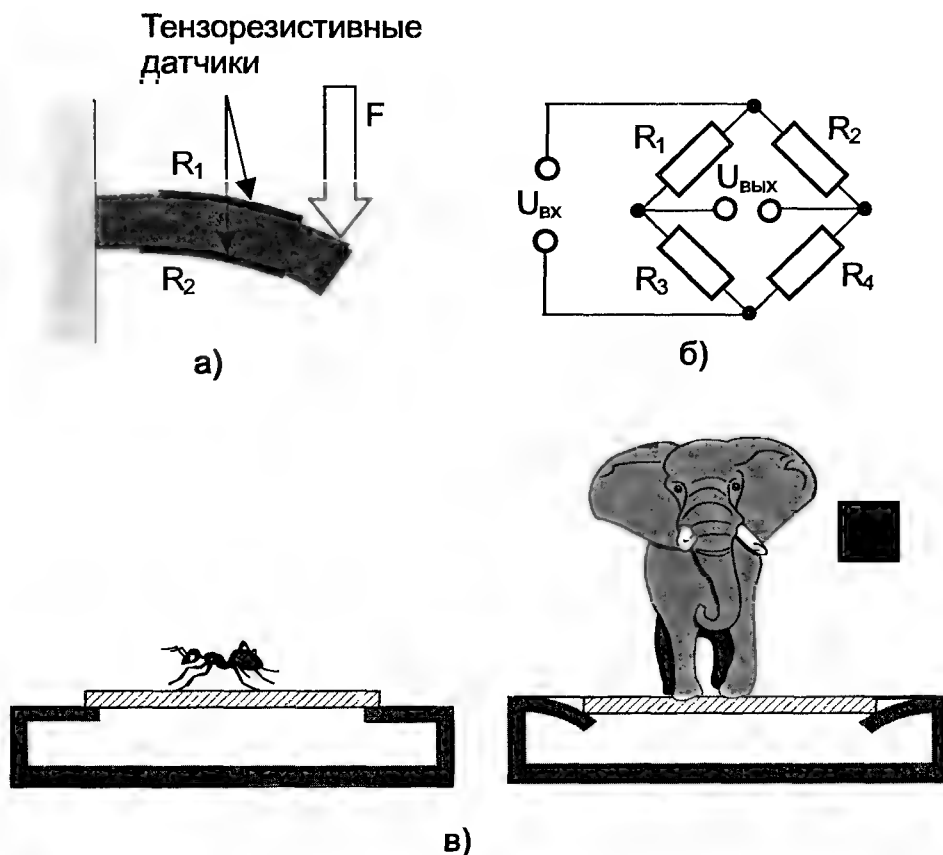 Тензорезистивные
датчики
F
R₁
R₂
а)
R₁
R₂
Uвх
Uвых
R₃
R₄
б)
в)